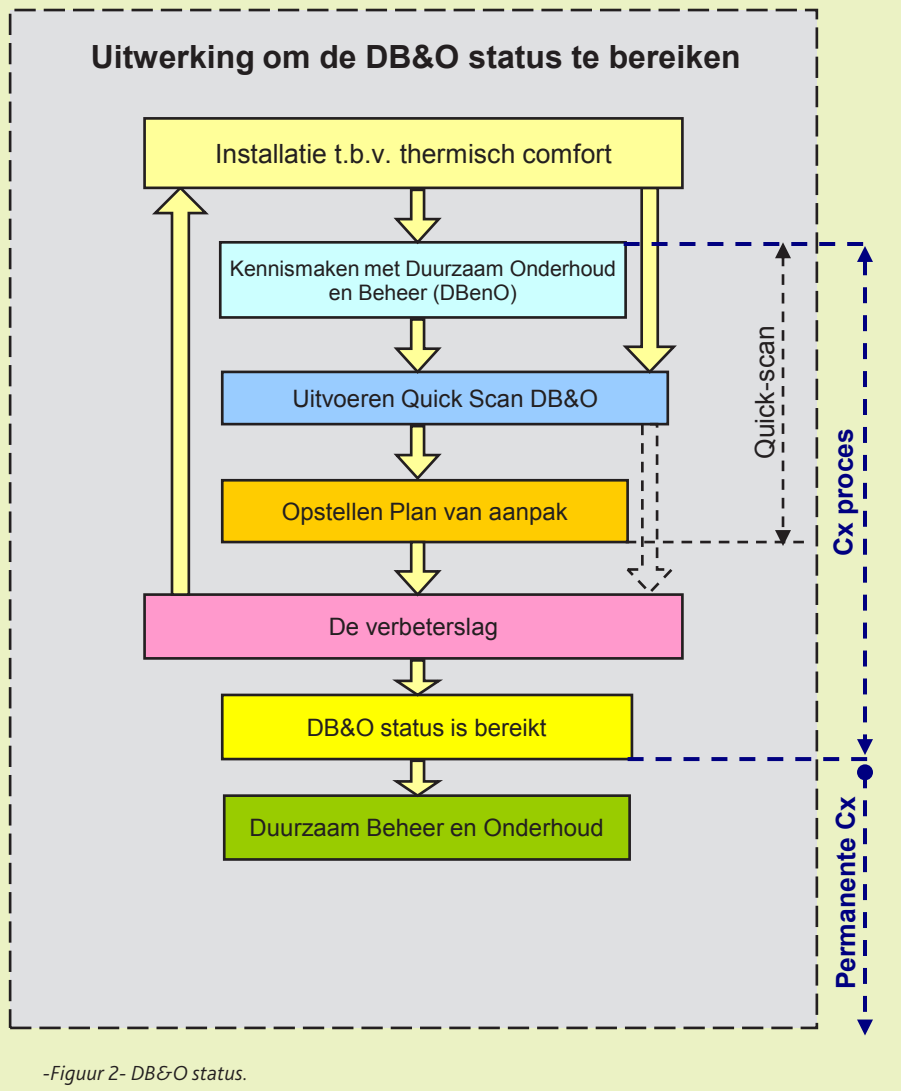 Uitwerking om de DB&O status te bereiken
Installatie t.b.v. thermisch comfort
Kennismaken met Duurzaam Onderhoud
en Beheer (DBenO)
Uitvoeren Quick Scan DB&O
Opstellen Plan van aanpak
De verbeterslag
DB&O status is bereikt
Duurzaam Beheer en Onderhoud
Quick-scan
Cx proces
Permanente Cx
-Figuur 2- DB&O status.